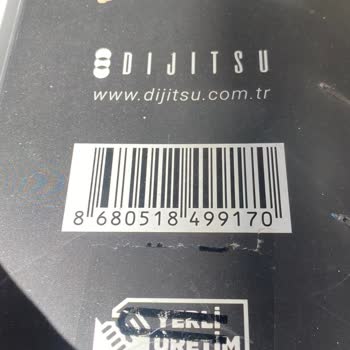 DIJITSU
www.dijitsu.com.tr
8 680518 499170
YERLİ
ÜRETİM